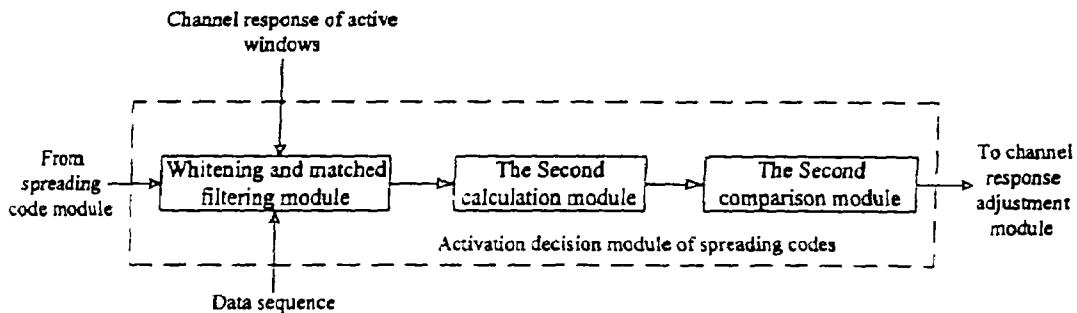 Channel response of active
windows
From
spreading
code module
Whitening and matched
filtering module
The Second
calculation module
The Second
comparison module
To channel
response
adjustment
module
Activation decision module of spreading codes
Data sequence